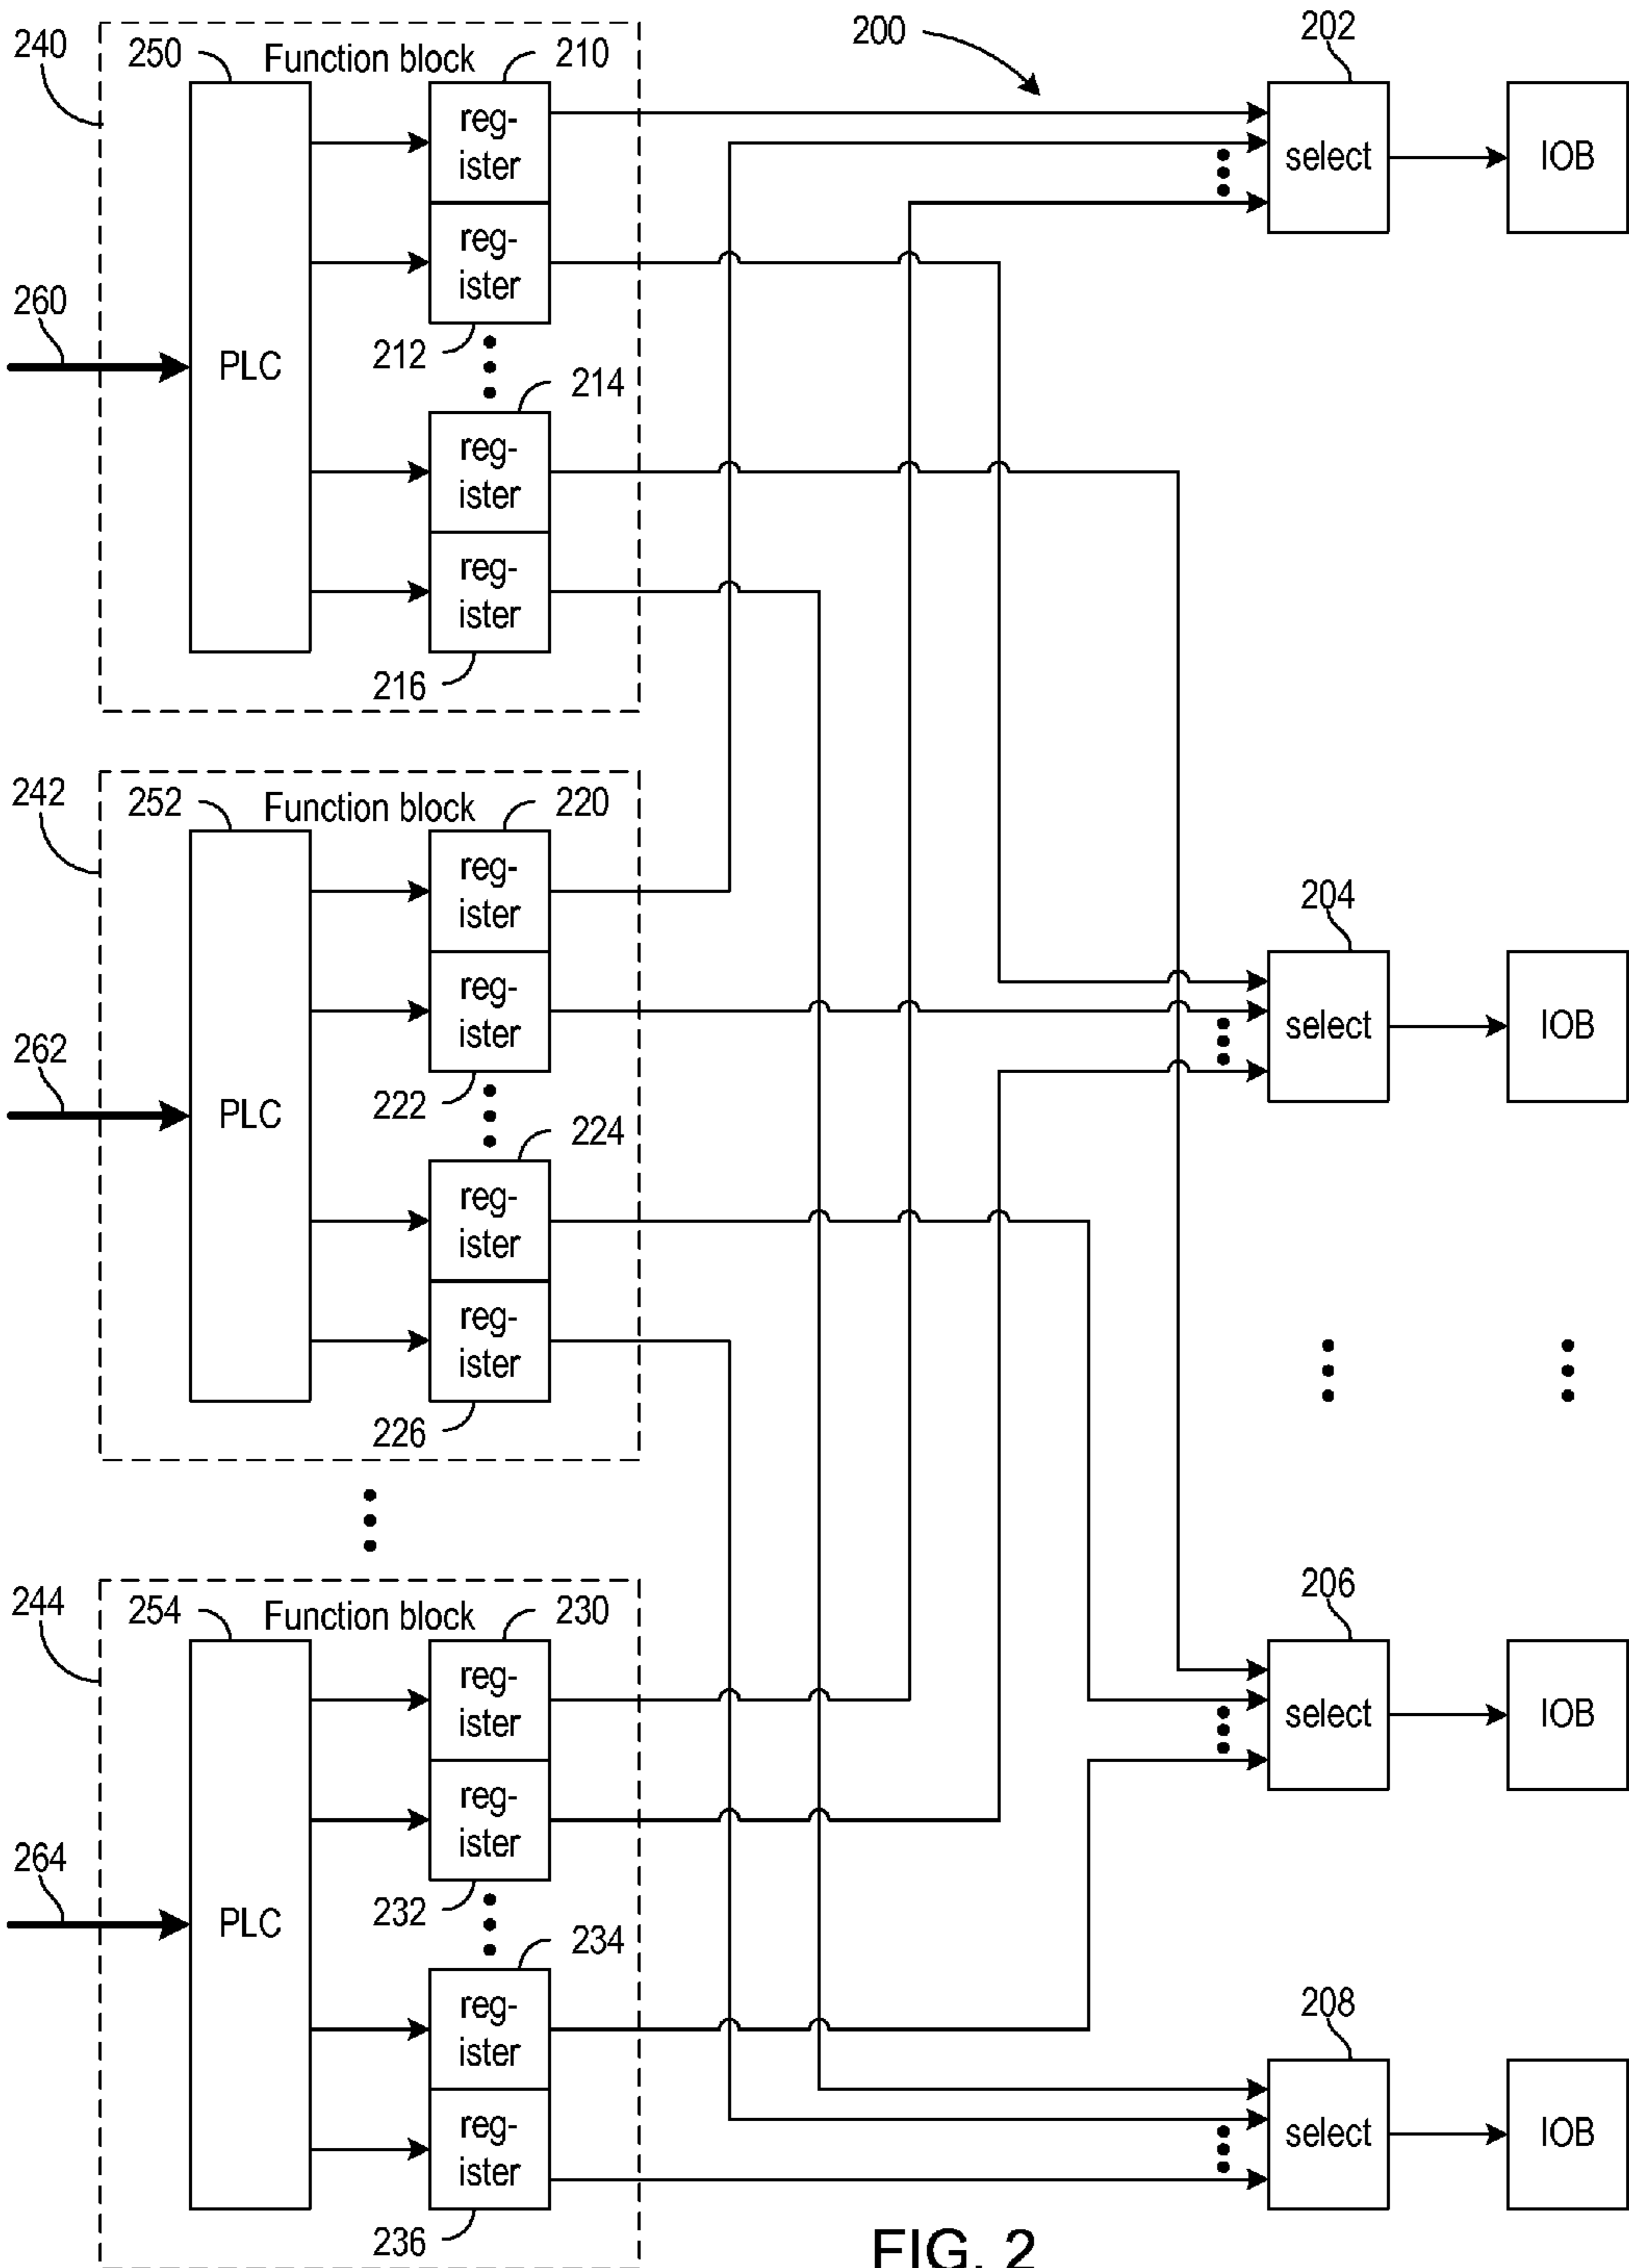 240
250
Function block
210
200
202
reg-
ister
select
IOB
reg-
ister
260
PLC
212
214
reg-
ister
reg-
ister
216
242
252
Function block
220
reg-
ister
204
reg-
ister
select
IOB
262
PLC
222
224
reg-
ister
reg-
ister
226
244
254
Function block
230
206
reg-
ister
select
IOB
reg-
ister
264
PLC
232
234
reg-
ister
208
reg-
ister
select
IOB
236
FIG. 2